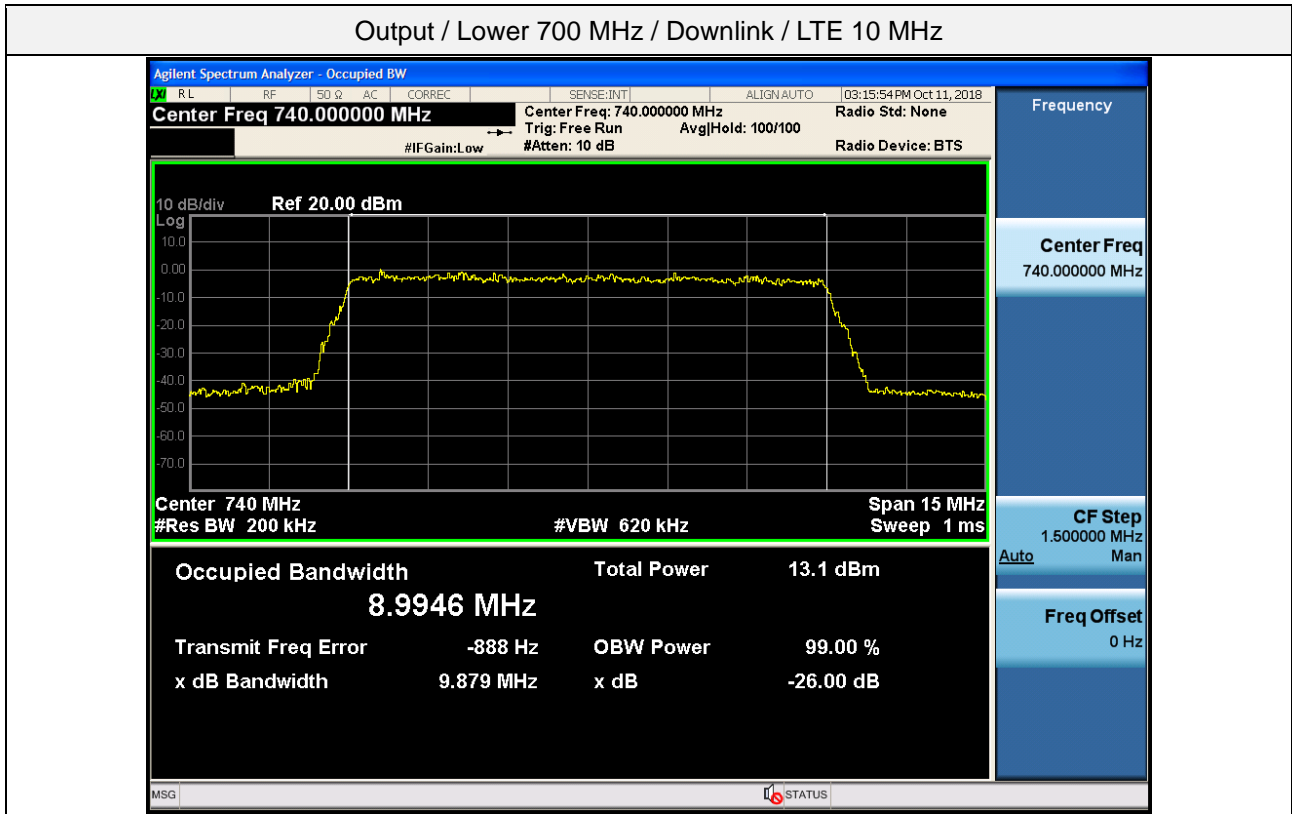 Output / Lower 700 MHz / Downlink / LTE 10 MHz
Agilent Spectrum Analyzer - Occupied BW
LXI RL RF 50 Ω AC CORREC SENSE:INT ALIGN AUTO 03:15:54 PM Oct 11, 2018
Center Freq 740.000000 MHz
Center Freq: 740.000000 MHz
Radio Std: None
Trig: Free Run Avg|Hold: 100/100
#IFGain:Low #Atten: 10 dB Radio Device: BTS
Frequency
10 dB/div Ref 20.00 dBm
Log
10.0
0.00
-10.0
-20.0
-30.0
-40.0
-50.0
-60.0
-70.0
Center 740 MHz Span 15 MHz
#Res BW 200 kHz #VBW 620 kHz Sweep 1 ms
Center Freq
740.000000 MHz
CF Step
1.500000 MHz
Auto Man
Freq Offset
0 Hz
Occupied Bandwidth Total Power 13.1 dBm
8.9946 MHz
Transmit Freq Error -888 Hz OBW Power 99.00 %
x dB Bandwidth 9.879 MHz x dB -26.00 dB
MSG STATUS